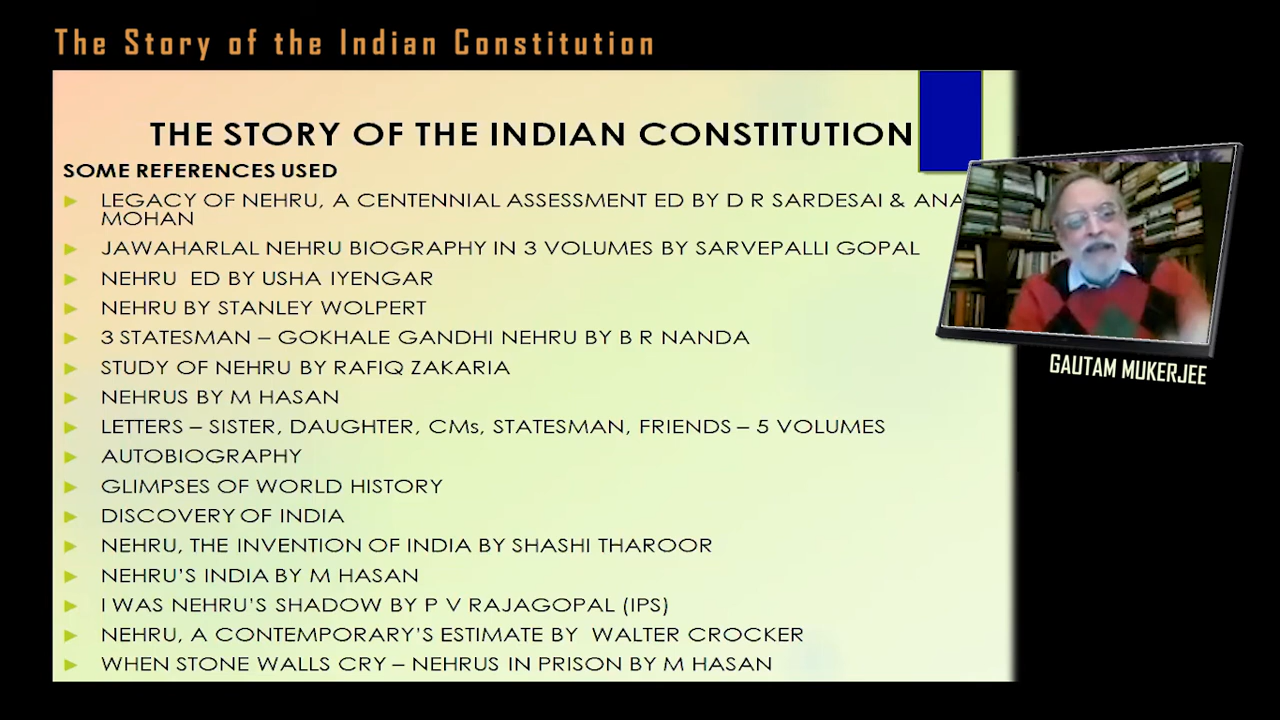 The Story of the Indian Constitution
THE STORY OF THE INDIAN CONSTITUTION
SOME REFERENCES USED
LEGACY OF NEHRU, A CENTENNIAL ASSESSMENT ED BY D R SARDESAI & ANA
MOHAN
JAWAHARLAL NEHRU BIOGRAPHY IN 3 VOLUMES BY SARVEPALLI GOPAL
NEHRU ED BY USHA IYENGAR
NEHRU BY STANLEY WOLPERT
3 STATESMAN – GOKHALE GANDHI NEHRU BY B R NANDA
STUDY OF NEHRU BY RAFIQ ZAKARIA
NEHRUS BY M HASAN
LETTERS – SISTER, DAUGHTER, CMs, STATESMAN, FRIENDS – 5 VOLUMES
AUTOBIOGRAPHY
GLIMPSES OF WORLD HISTORY
DISCOVERY OF INDIA
NEHRU, THE INVENTION OF INDIA BY SHASHI THAROOR
NEHRU'S INDIA BY M HASAN
I WAS NEHRU'S SHADOW BY P V RAJAGOPAL (IPS)
NEHRU, A CONTEMPORARY'S ESTIMATE BY WALTER CROCKER
WHEN STONE WALLS CRY – NEHRUS IN PRISON BY M HASAN
GAUTAM MUKERJEE